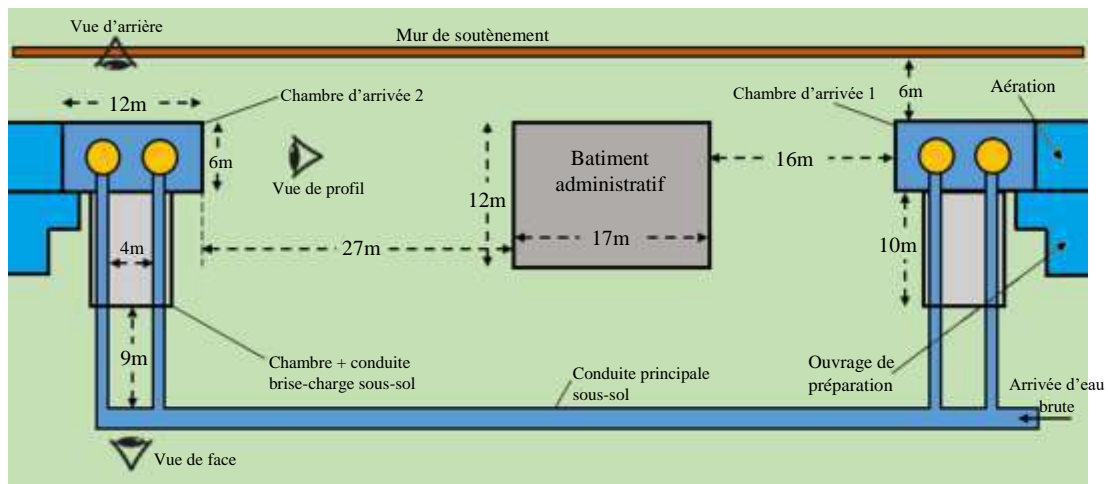 Vue d'arrière
Mur de soutènement
12m
Chambre d'arrivée 2
Chambre d'arrivée 1
6m
Aération
6m
Vue de profil
12m
Batiment
administratif
16m
17m
4m
27m
10m
9m
Chambre + conduite
brise-charge sous-sol
Conduite principale
sous-sol
Ouvrage de
préparation
Arrivée d'eau
brute
Vue de face